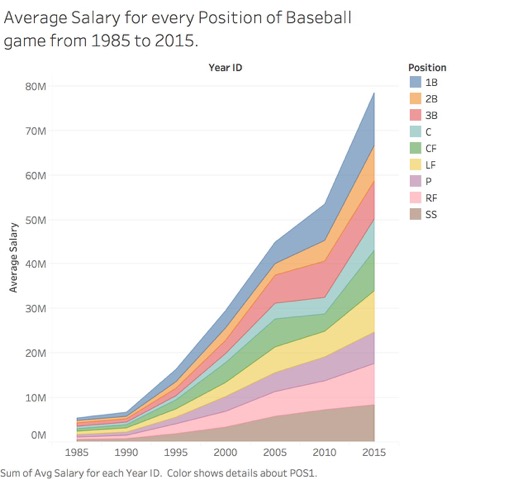 Average Salary for every Position of Baseball
game from 1985 to 2015.
Year ID
Position
1B
2B
3B
C
CF
LF
P
RF
SS
Average Salary
80M
70M
60M
50M
40M
30M
20M
10M
0M
1985 1990 1995 2000 2005 2010 2015
Sum of Avg Salary for each Year ID. Color shows details about POS1.